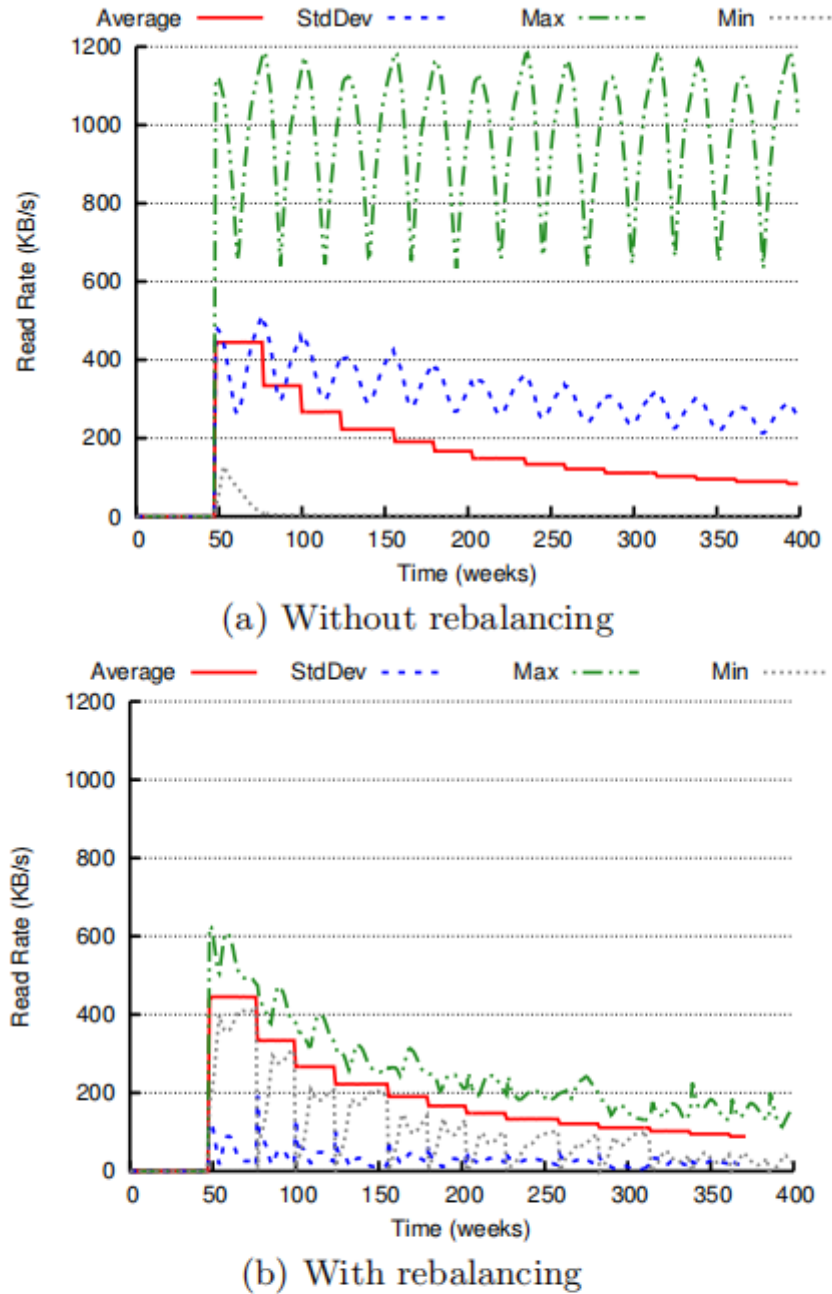 Average StdDev Max Min
1200
1000
800
600
400
200
0
Read Rate (KB/s)
0 50 100 150 200 250 300 350 400
Time (weeks)
(a) Without rebalancing
Average StdDev Max Min
1200
1000
800
600
400
200
0
Read Rate (KB/s)
0 50 100 150 200 250 300 350 400
Time (weeks)
(b) With rebalancing